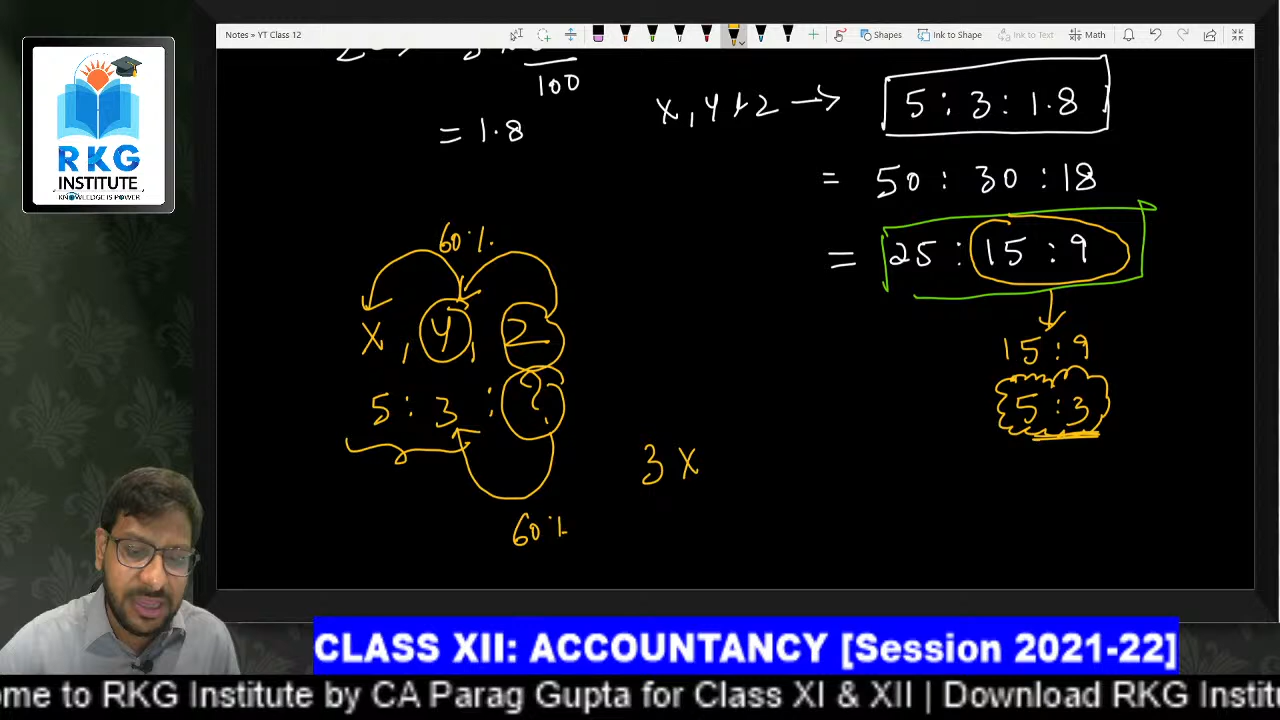 Notes » YT Class 12
Shapes
Ink to Shape
Ink to Text
Math
RKG
INSTITUTE
KNOWLEDGE IS POWER
100
= 1.8
X, Y & Z → 5 : 3 : 1.8
= 50 : 30 : 18
= 25 : 15 : 9
15 : 9
5 : 3
60%
X, Y, Z
5 : 3 : ?
60%
3 X
CLASS XII: ACCOUNTANCY [Session 2021-22]
ome to RKG Institute by CA Parag Gupta for Class XI & XII | Download RKG Instit